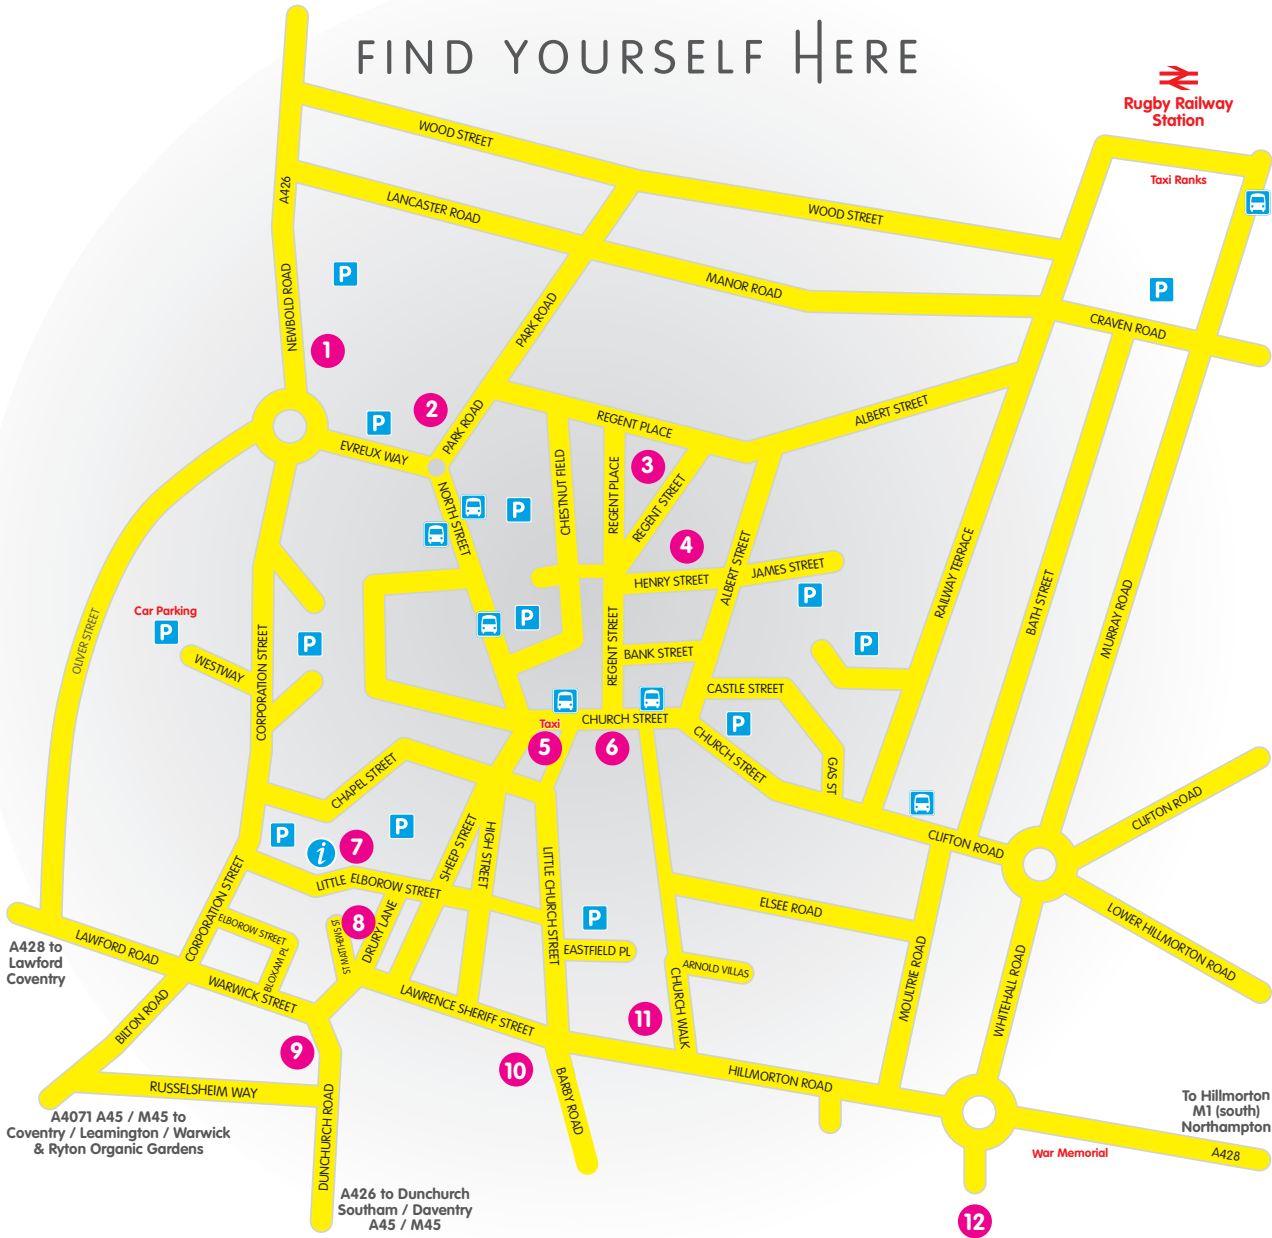 FIND YOURSELF HERE
Rugby Railway
Station
Taxi Ranks
WOOD STREET
WOOD STREET
A426
LANCASTER ROAD
MANOR ROAD
CRAVEN ROAD
NEWBOLD ROAD
P
P
1
PARK ROAD
2
P
PARK ROAD
EVREUX WAY
REGENT PLACE
ALBERT STREET
3
REGENT PLACE
REGENT STREET
CHESTNUT FIELD
NORTH STREET
P
4
HENRY STREET
ALBERT STREET
JAMES STREET
P
RAILWAY TERRACE
BATH STREET
MURRAY ROAD
Car Parking
P
OLIVER STREET
WESTWAY
CORPORATION STREET
P
P
REGENT STREET
BANK STREET
P
CASTLE STREET
Taxi
CHURCH STREET
P
CHURCH STREET
GAS ST
5
6
CHAPEL STREET
P
P
i
7
SHEEP STREET
HIGH STREET
LITTLE ELBOROW STREET
LITTLE CHURCH STREET
CLIFTON ROAD
CLIFTON ROAD
LOWER HILLMORTON ROAD
ELSEE ROAD
P
EASTFIELD PL
ARNOLD VILLAS
CHURCH WALK
MOULTRIE ROAD
WHITEHALL ROAD
CORPORATION STREET
ELBOROW STREET
BLOXAM PL
ST MATTHEWS ST
8
DRURY LANE
A428 to
Lawford
Coventry
LAWFORD ROAD
WARWICK STREET
LAWRENCE SHERIFF STREET
BILTON ROAD
9
10
11
HILLMORTON ROAD
BARBY ROAD
RUSSELSHEIM WAY
DUNCHURCH ROAD
A4071 A45 / M45 to
Coventry / Leamington / Warwick
& Ryton Organic Gardens
A426 to Dunchurch
Southam / Daventry
A45 / M45
To Hillmorton
M1 (south)
Northampton
A428
War Memorial
12